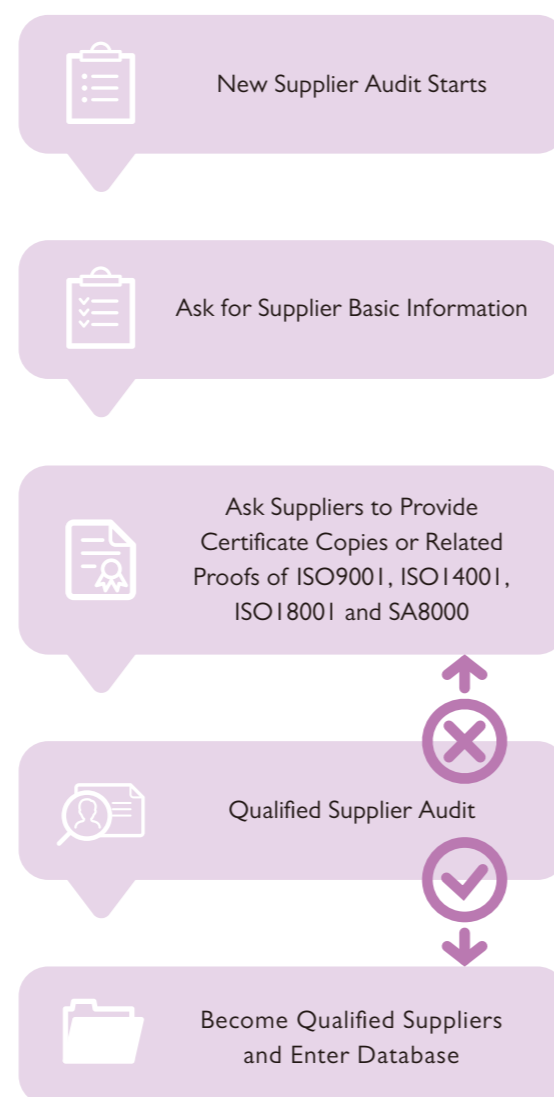 New Supplier Audit Starts
Ask for Supplier Basic Information
Ask Suppliers to Provide
Certificate Copies or Related
Proofs of ISO9001, ISO14001,
ISO18001 and SA8000
Qualified Supplier Audit
Become Qualified Suppliers
and Enter Database